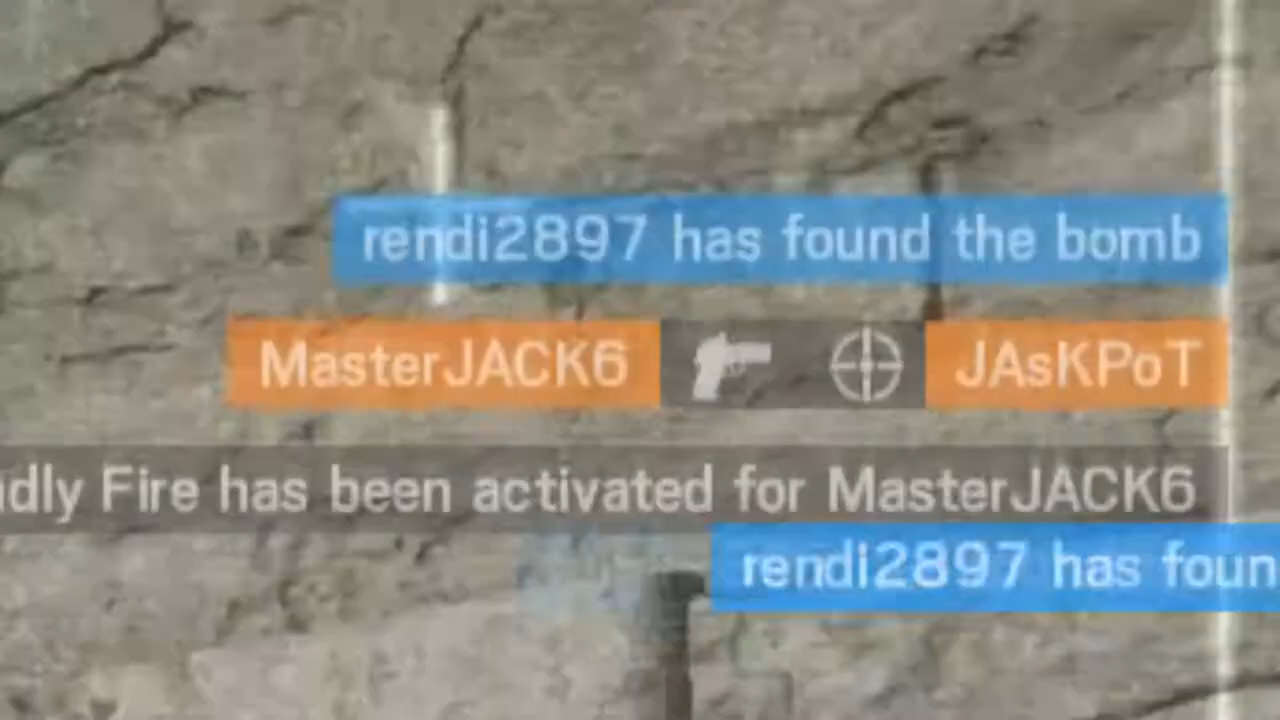 rendi2897 has found the bomb
MasterJACK6 JAsKPoT
dly Fire has been activated for MasterJACK6
rendi2897 has foun